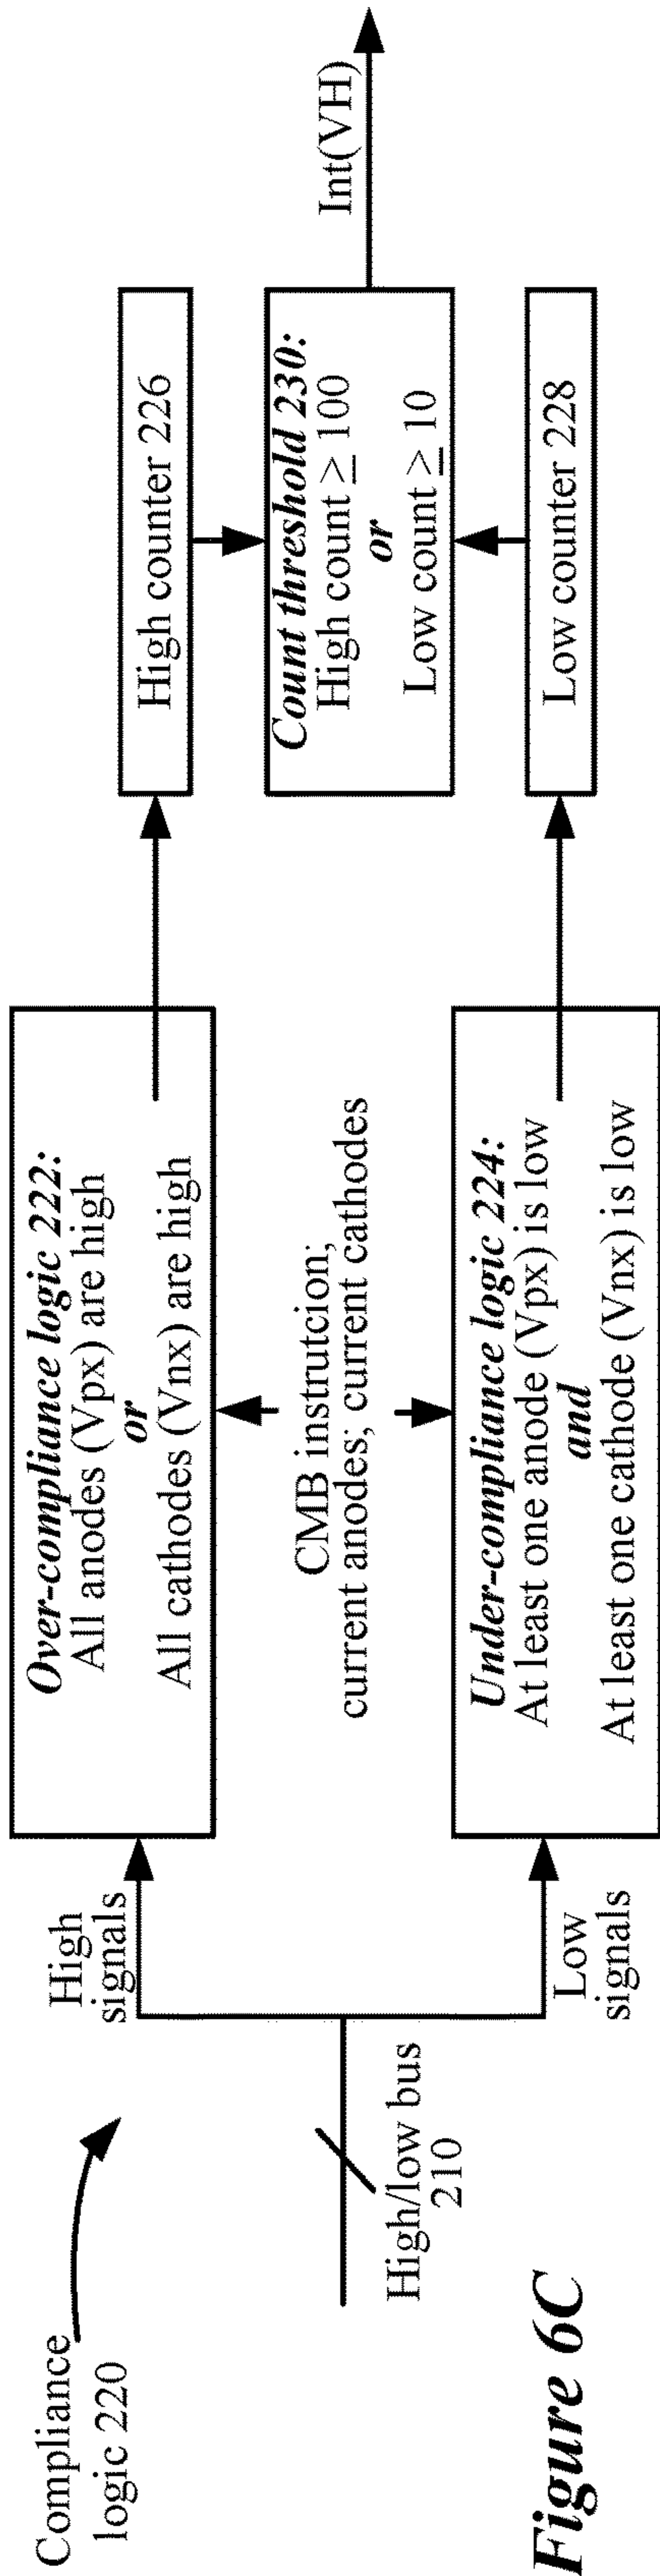 Compliance
logic 220
High/low bus
210
High
signals
Low
signals
Over-compliance logic 222:
All anodes (Vpx) are high
or
All cathodes (Vnx) are high
CMB instrutcion;
current anodes; current cathodes
Under-compliance logic 224:
At least one anode (Vpx) is low
and
At least one cathode (Vnx) is low
High counter 226
Count threshold 230:
High count ≥ 100
or
Low count ≥ 10
Low counter 228
Int(VH)
Figure 6C